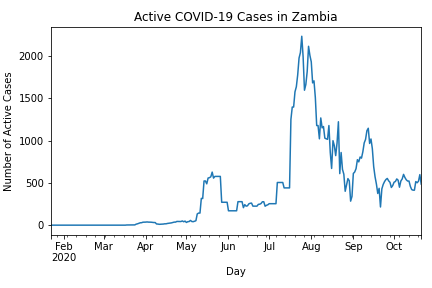 Active COVID-19 Cases in Zambia
Number of Active Cases
2000
1500
1000
500
0
Feb Mar Apr May Jun Jul Aug Sep Oct
2020
Day